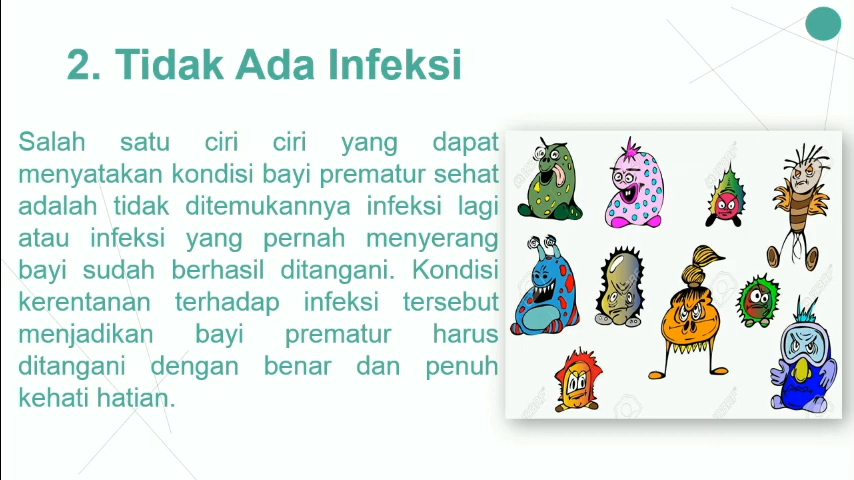 2. Tidak Ada Infeksi
Salah satu ciri ciri yang dapat
menyatakan kondisi bayi prematur sehat
adalah tidak ditemukannya infeksi lagi
atau infeksi yang pernah menyerang
bayi sudah berhasil ditangani. Kondisi
kerentanan terhadap infeksi tersebut
menjadikan bayi prematur harus
ditangani dengan benar dan penuh
kehati hatian.